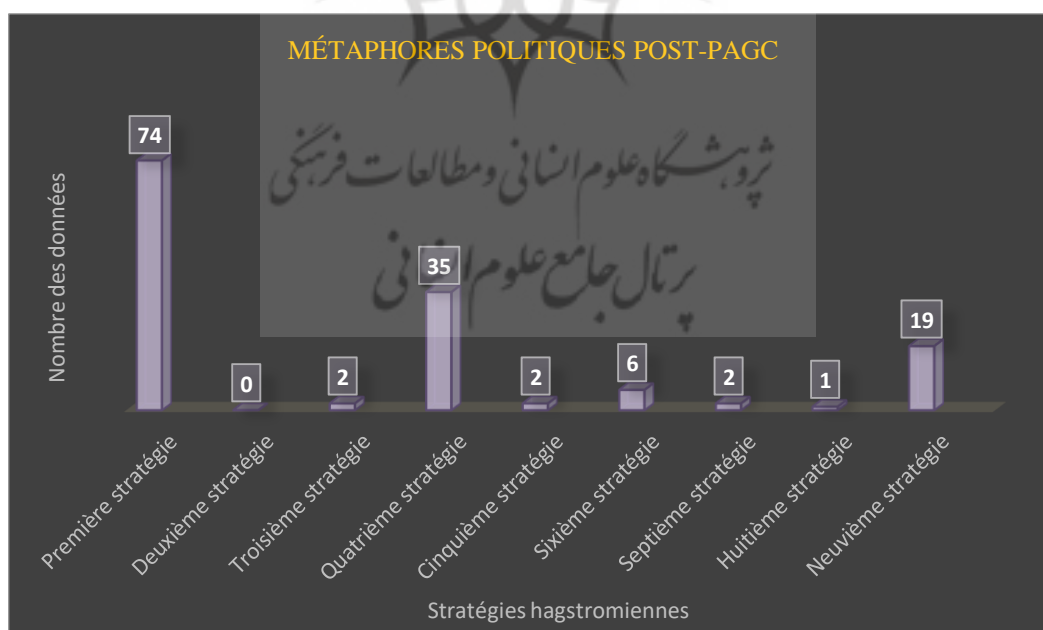 MÉTAPHORES POLITIQUES POST-PAGC
پژوهشگاه علوم انسانی و مطالعات فرهنگی
پرتال جامع علوم انسانی
Nombre des données
74
0
2
35
2
6
2
1
19
Première stratégie
Deuxième stratégie
Troisième stratégie
Quatrième stratégie
Cinquième stratégie
Sixième stratégie
Septième stratégie
Huitième stratégie
Neuvième stratégie
Stratégies hagstromiennes